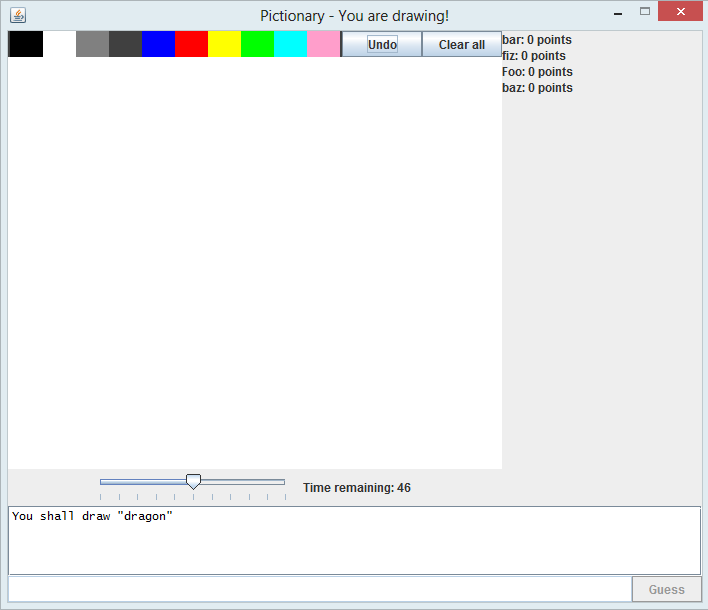 Pictionary - You are drawing!
Undo
Clear all
bar: 0 points
fiz: 0 points
Foo: 0 points
baz: 0 points
Time remaining: 46
You shall draw "dragon"
Guess